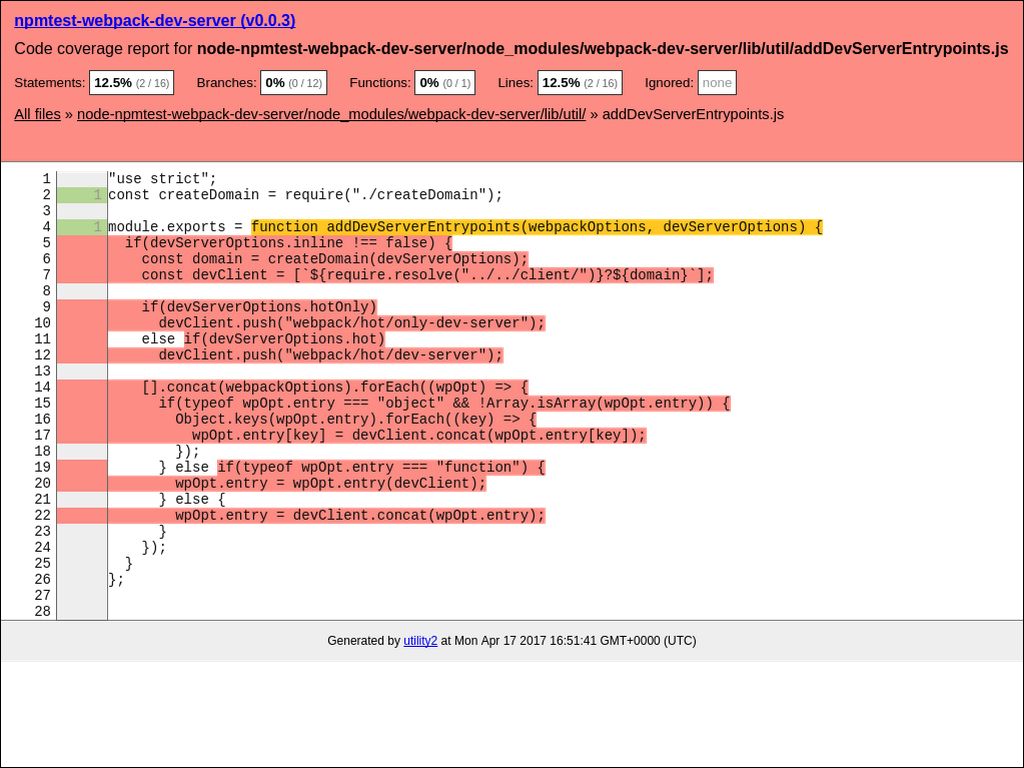 npmtest-webpack-dev-server (v0.0.3)
Code coverage report for node-npmtest-webpack-dev-server/node_modules/webpack-dev-server/lib/util/addDevServerEntrypoints.js
Statements: 12.5% (2 / 16) Branches: 0% (0 / 12) Functions: 0% (0 / 1) Lines: 12.5% (2 / 16) Ignored: none
All files » node-npmtest-webpack-dev-server/node_modules/webpack-dev-server/lib/util/ » addDevServerEntrypoints.js
1 "use strict";
2 1 const createDomain = require("./createDomain");
3
4 1 module.exports = function addDevServerEntrypoints(webpackOptions, devServerOptions) {
5   if(devServerOptions.inline !== false) {
6     const domain = createDomain(devServerOptions);
7     const devClient = [`${require.resolve("../../client/")}?${domain}`];
8
9     if(devServerOptions.hotOnly)
10       devClient.push("webpack/hot/only-dev-server");
11     else if(devServerOptions.hot)
12       devClient.push("webpack/hot/dev-server");
13
14     [].concat(webpackOptions).forEach((wpOpt) => {
15       if(typeof wpOpt.entry === "object" && !Array.isArray(wpOpt.entry)) {
16         Object.keys(wpOpt.entry).forEach((key) => {
17           wpOpt.entry[key] = devClient.concat(wpOpt.entry[key]);
18         });
19       } else if(typeof wpOpt.entry === "function") {
20         wpOpt.entry = wpOpt.entry(devClient);
21       } else {
22         wpOpt.entry = devClient.concat(wpOpt.entry);
23       }
24     });
25   }
26 };
27
28
Generated by utility2 at Mon Apr 17 2017 16:51:41 GMT+0000 (UTC)